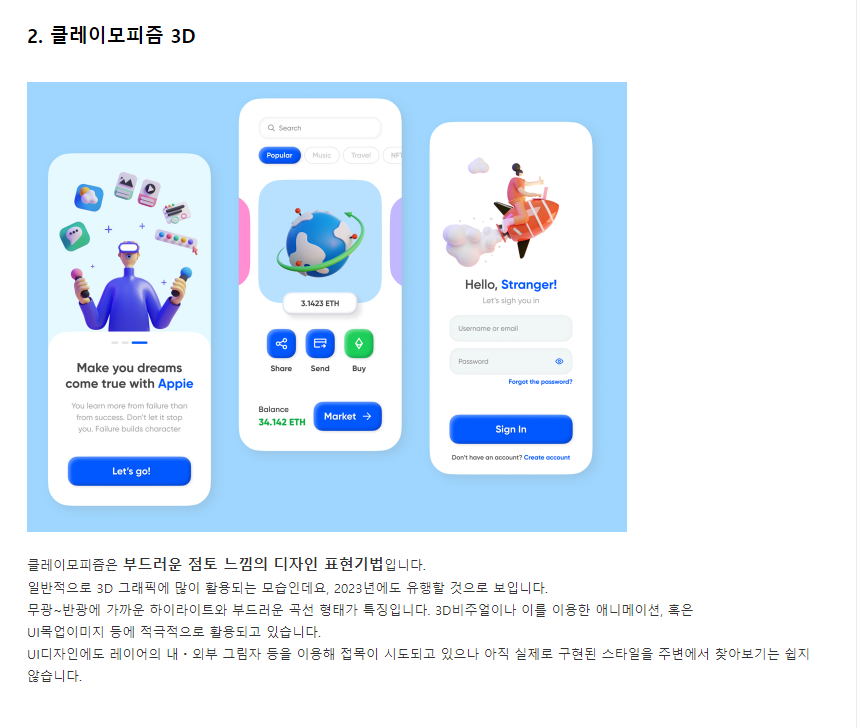 2. 클레이모피즘 3D
Make you dreams
come true with Appie
You learn more from failure than
from success. Don't let it stop
you. Failure builds character
Let's go!
Search
Popular
Music
Travel
NFT
3.1423 ETH
Share
Send
Buy
Balance
34.142 ETH
Market →
Hello, Stranger!
Let's sigh you in
Username or email
Password
Forgot the password?
Sign In
Don't have an account? Create account
클레이모피즘은 부드러운 점토 느낌의 디자인 표현기법입니다.
일반적으로 3D 그래픽에 많이 활용되는 모습인데요, 2023년에도 유행할 것으로 보입니다.
무광~반광에 가까운 하이라이트와 부드러운 곡선 형태가 특징입니다. 3D비주얼이나 이를 이용한 애니메이션, 혹은
UI목업이미지 등에 적극적으로 활용되고 있습니다.
UI디자인에도 레이어의 내・외부 그림자 등을 이용해 접목이 시도되고 있으나 아직 실제로 구현된 스타일을 주변에서 찾아보기는 쉽지
않습니다.